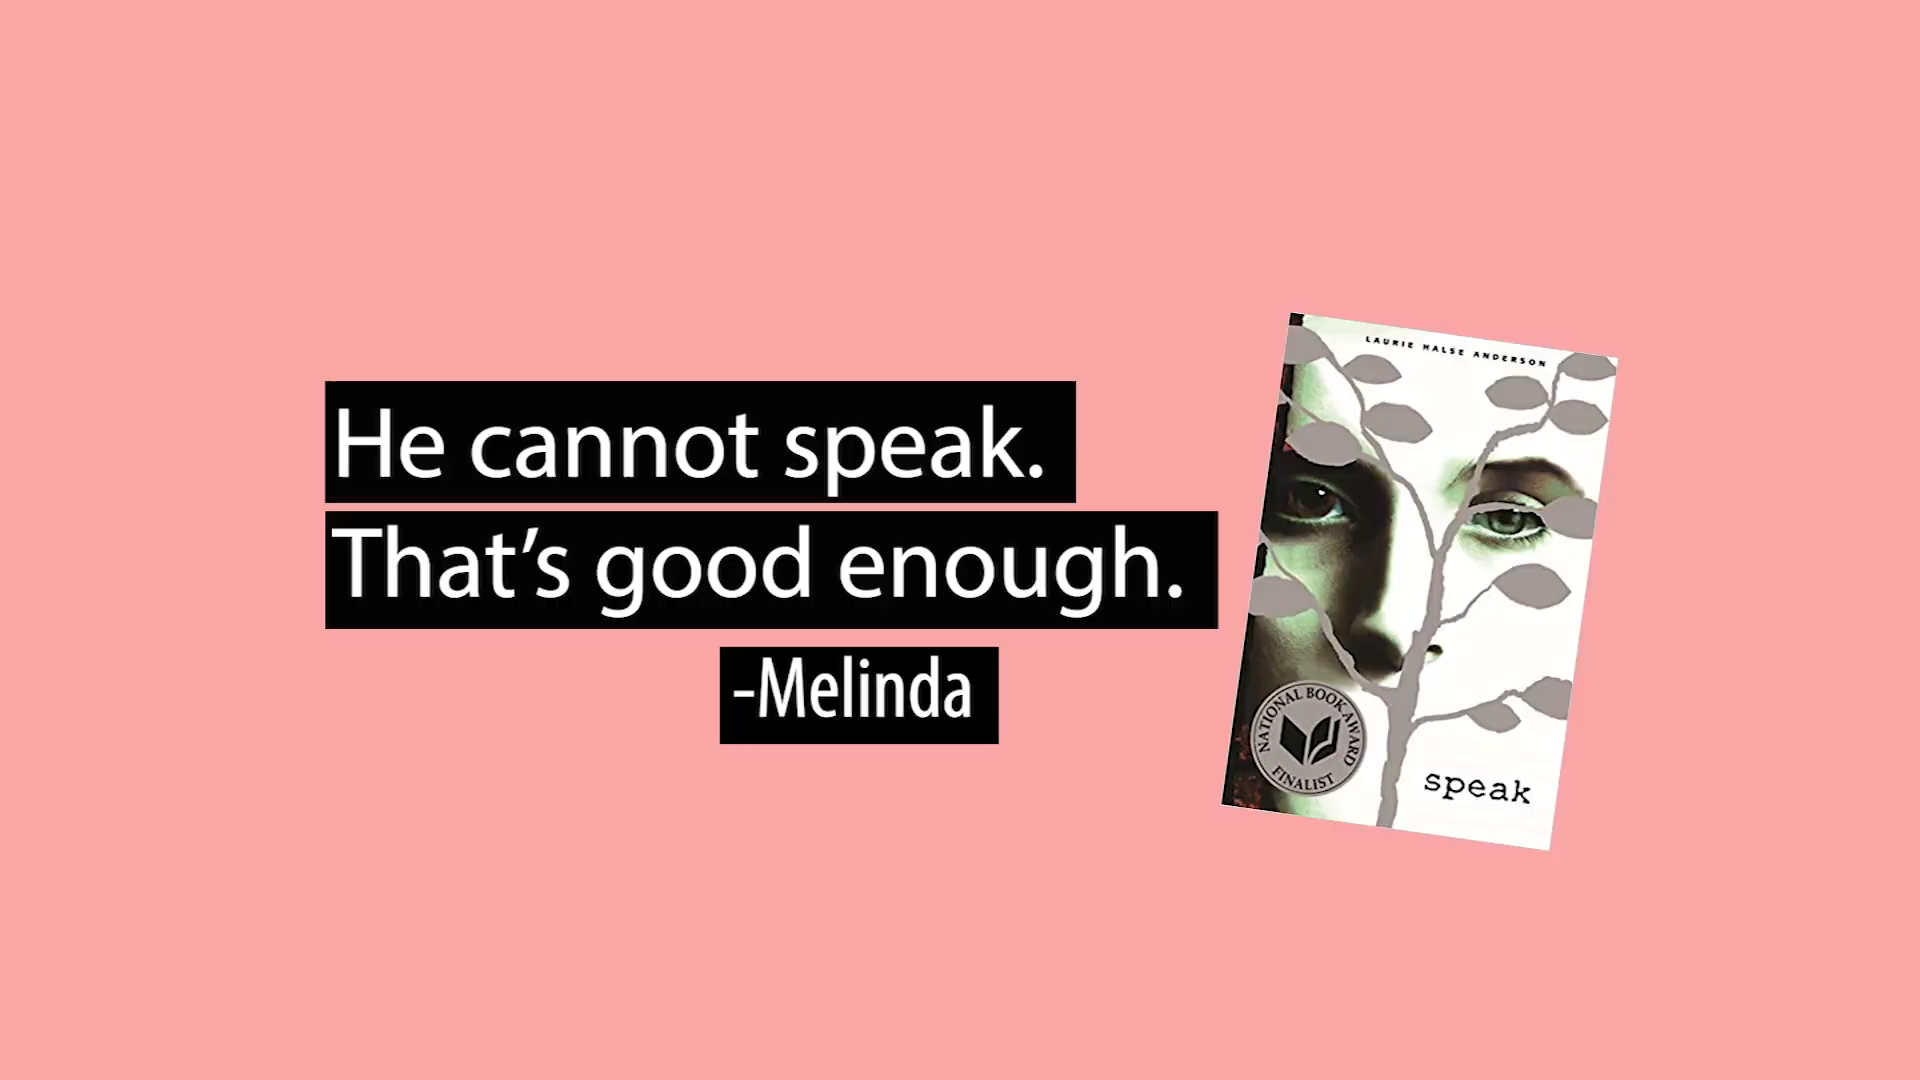 He cannot speak.
That’s good enough.
-Melinda
LAURIE HALSE ANDERSON
NATIONAL BOOK AWARD
FINALIST
speak